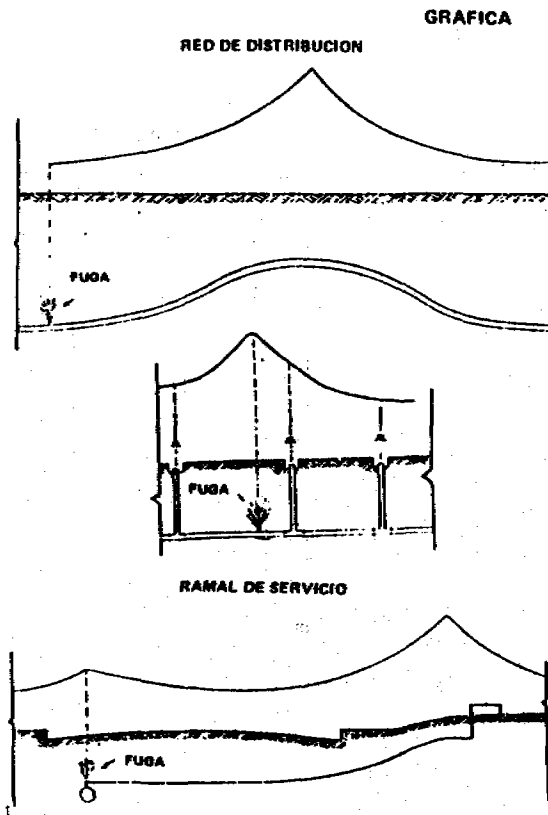 GRAFICA
RED DE DISTRIBUCION
FUGA
FUGA
RAMAL DE SERVICIO
FUGA